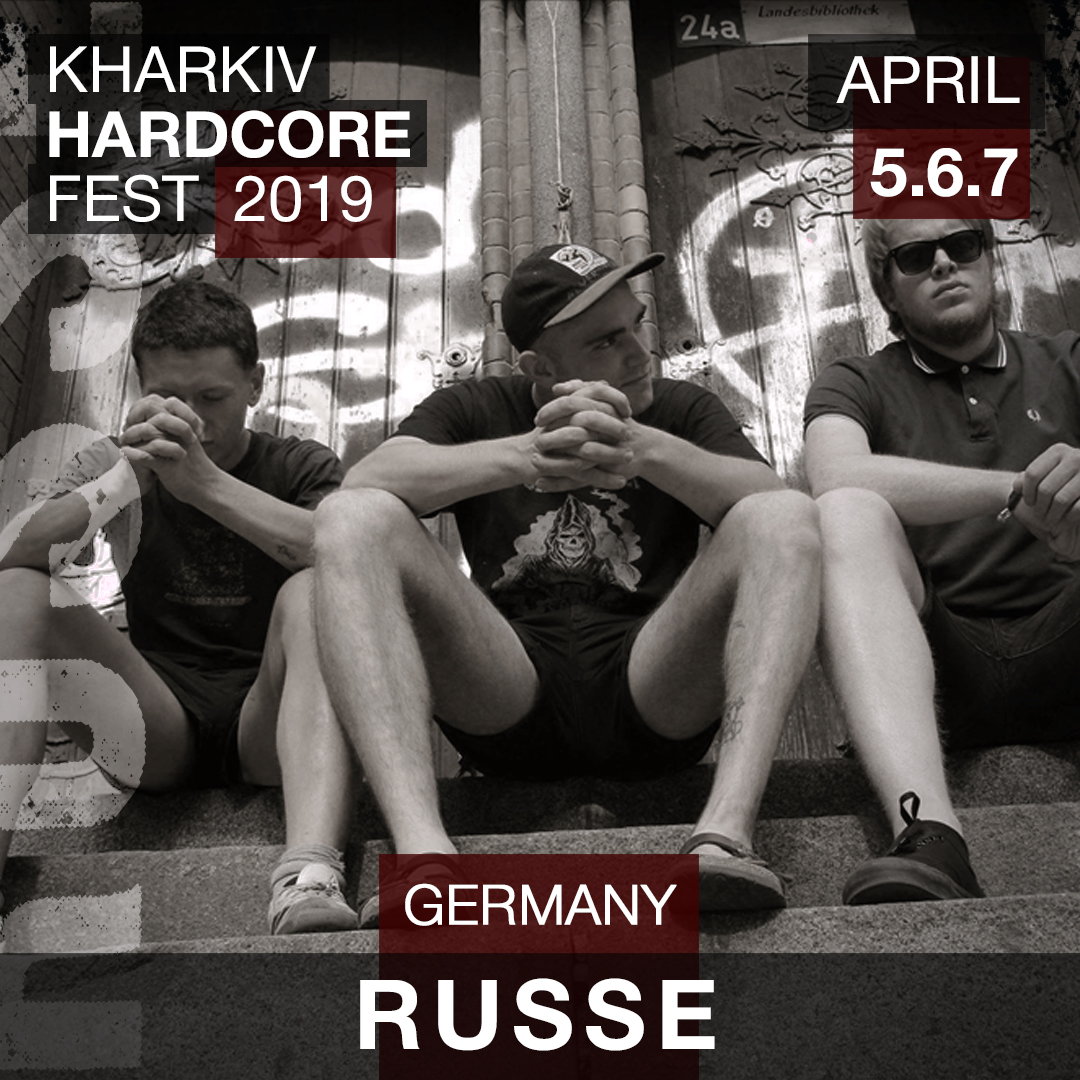 KHARKIV
HARDCORE
FEST 2019
APRIL
5.6.7
24a
Landesbibliothek
GERMANY
RUSSE